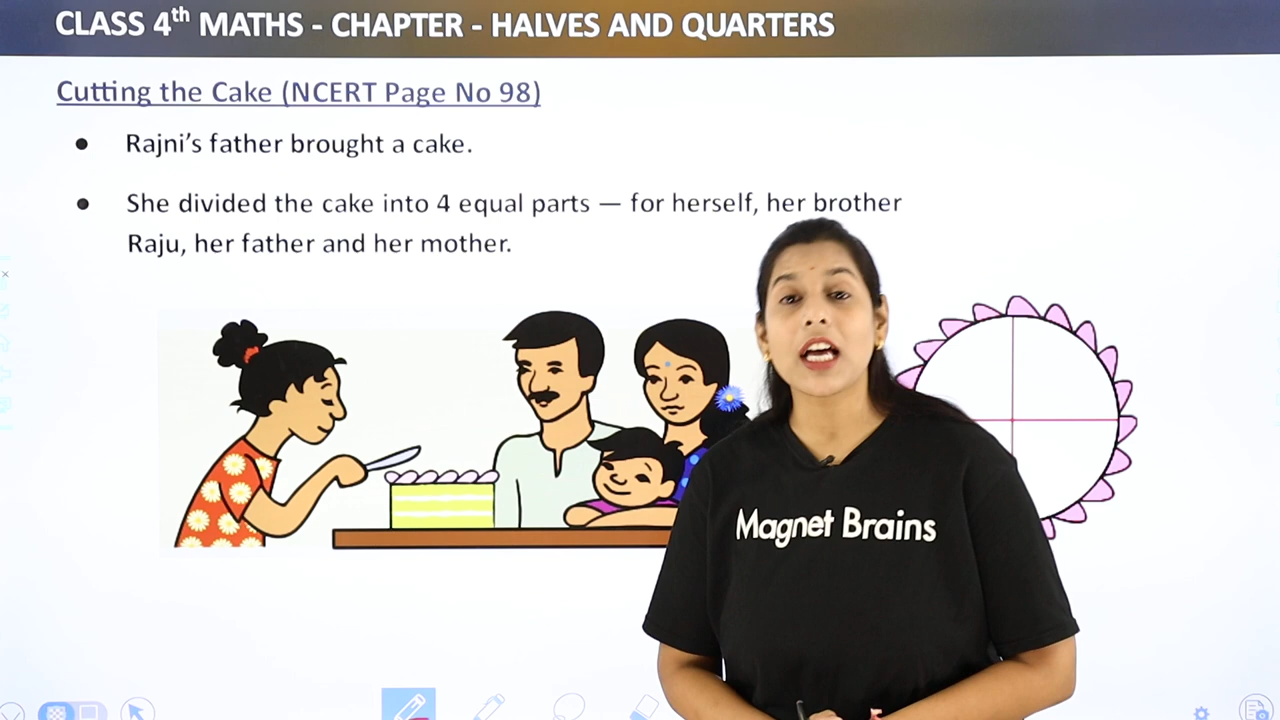 CLASS 4th MATHS - CHAPTER - HALVES AND QUARTERS
Cutting the Cake (NCERT Page No 98)
● Rajni’s father brought a cake.
● She divided the cake into 4 equal parts — for herself, her brother
Raju, her father and her mother.
Magnet Brains